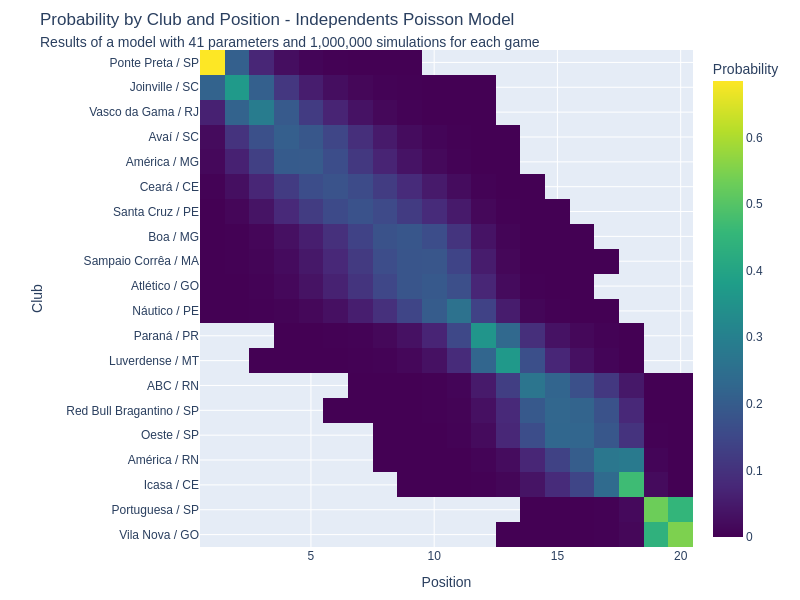 Probability by Club and Position - Independents Poisson Model
Results of a model with 41 parameters and 1,000,000 simulations for each game
Probability
Ponte Preta / SP
Joinville / SC
Vasco da Gama / RJ
Avaí / SC
América / MG
Ceará / CE
Santa Cruz / PE
Boa / MG
Sampaio Corrêa / MA
Atlético / GO
Náutico / PE
Paraná / PR
Luverdense / MT
ABC / RN
Red Bull Bragantino / SP
Oeste / SP
América / RN
Icasa / CE
Portuguesa / SP
Vila Nova / GO
Club
5
10
15
20
Position
0.6
0.5
0.4
0.3
0.2
0.1
0